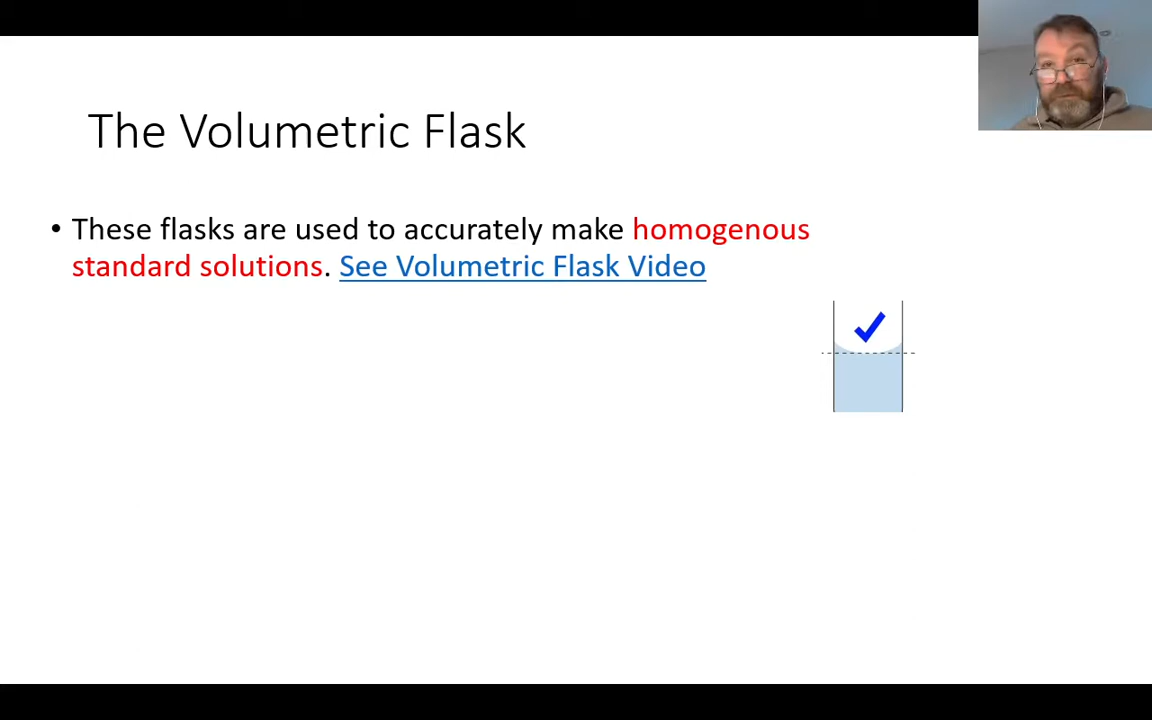 The Volumetric Flask
• These flasks are used to accurately make homogenous
standard solutions. See Volumetric Flask Video